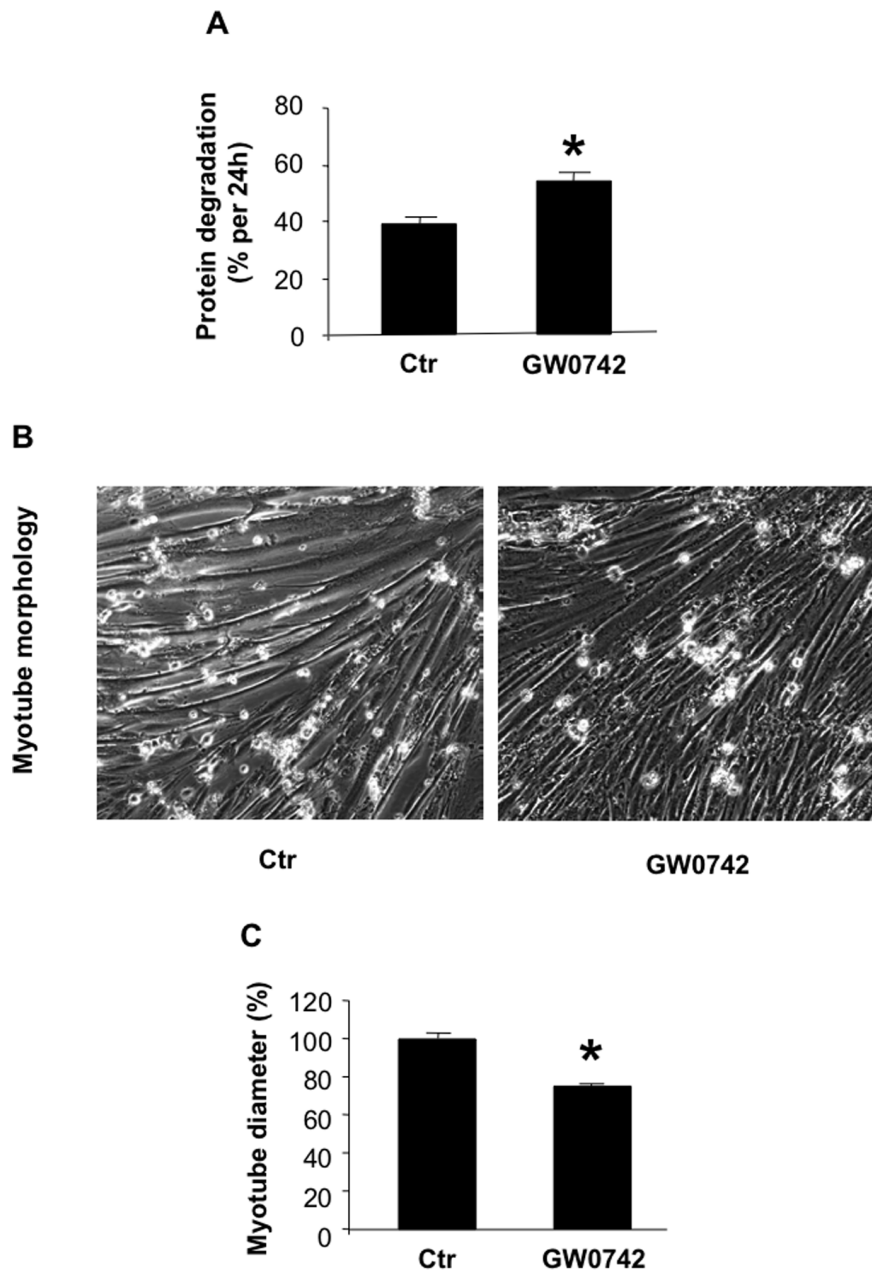 A
Protein degradation
(% per 24h)
80
60
40
20
0
*
Ctr
GW0742
B
Myotube morphology
Ctr
GW0742
C
Myotube diameter (%)
120
100
80
60
40
20
0
*
Ctr
GW0742